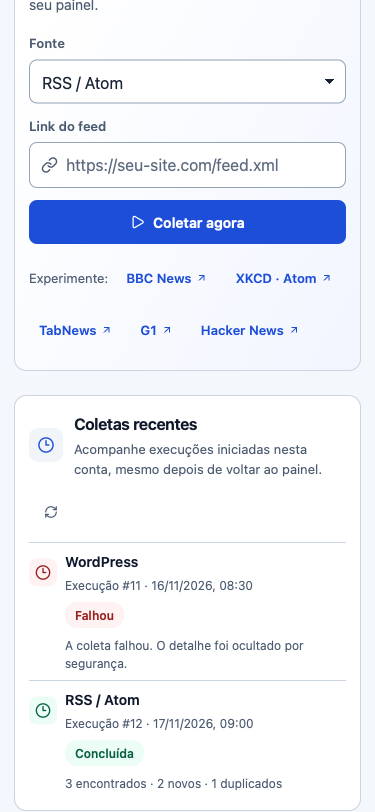 seu painel.
Fonte
RSS / Atom
Link do feed
https://seu-site.com/feed.xml
Coletar agora
Experimente: BBC News XKCD · Atom
TabNews G1 Hacker News
Coletas recentes
Acompanhe execuções iniciadas nesta
conta, mesmo depois de voltar ao painel.
WordPress
Execução #11 · 16/11/2026, 08:30
Falhou
A coleta falhou. O detalhe foi ocultado por
segurança.
RSS / Atom
Execução #12 · 17/11/2026, 09:00
Concluída
3 encontrados · 2 novos · 1 duplicados